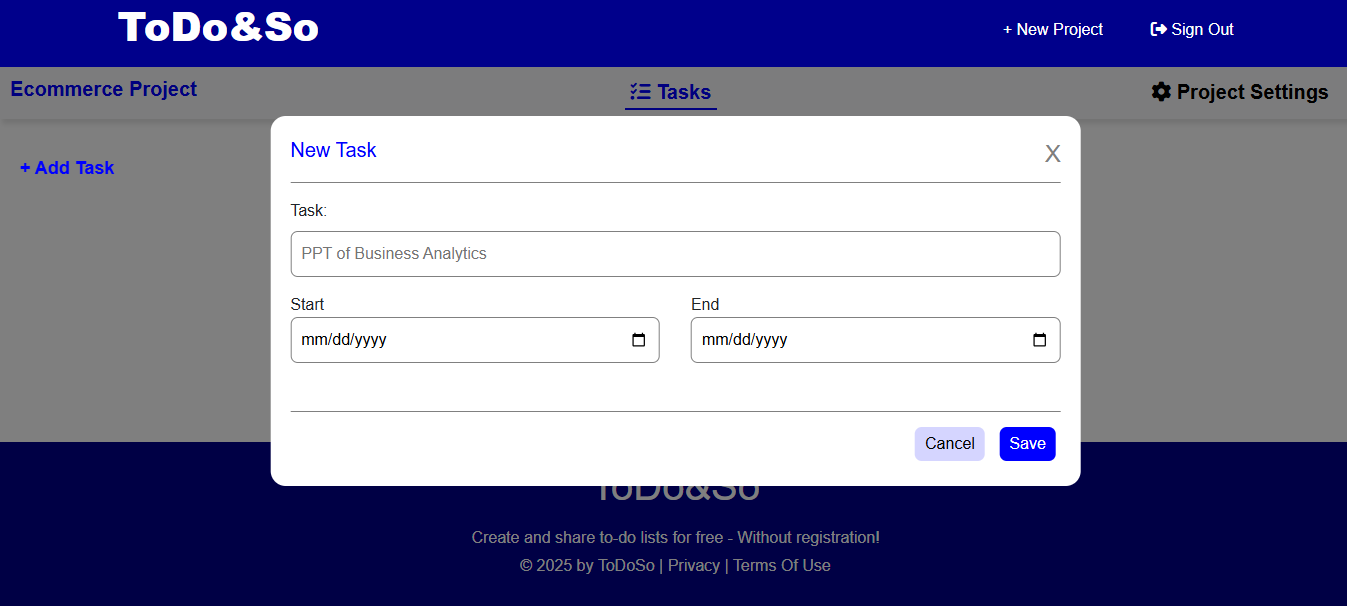 ToDo&So
+ New Project Sign Out
Ecommerce Project Tasks Project Settings
+ Add Task
New Task
X
Task:
PPT of Business Analytics
Start End
mm/dd/yyyy mm/dd/yyyy
Cancel Save
ToDo&So
Create and share to-do lists for free - Without registration!
© 2025 by ToDoSo | Privacy | Terms Of Use